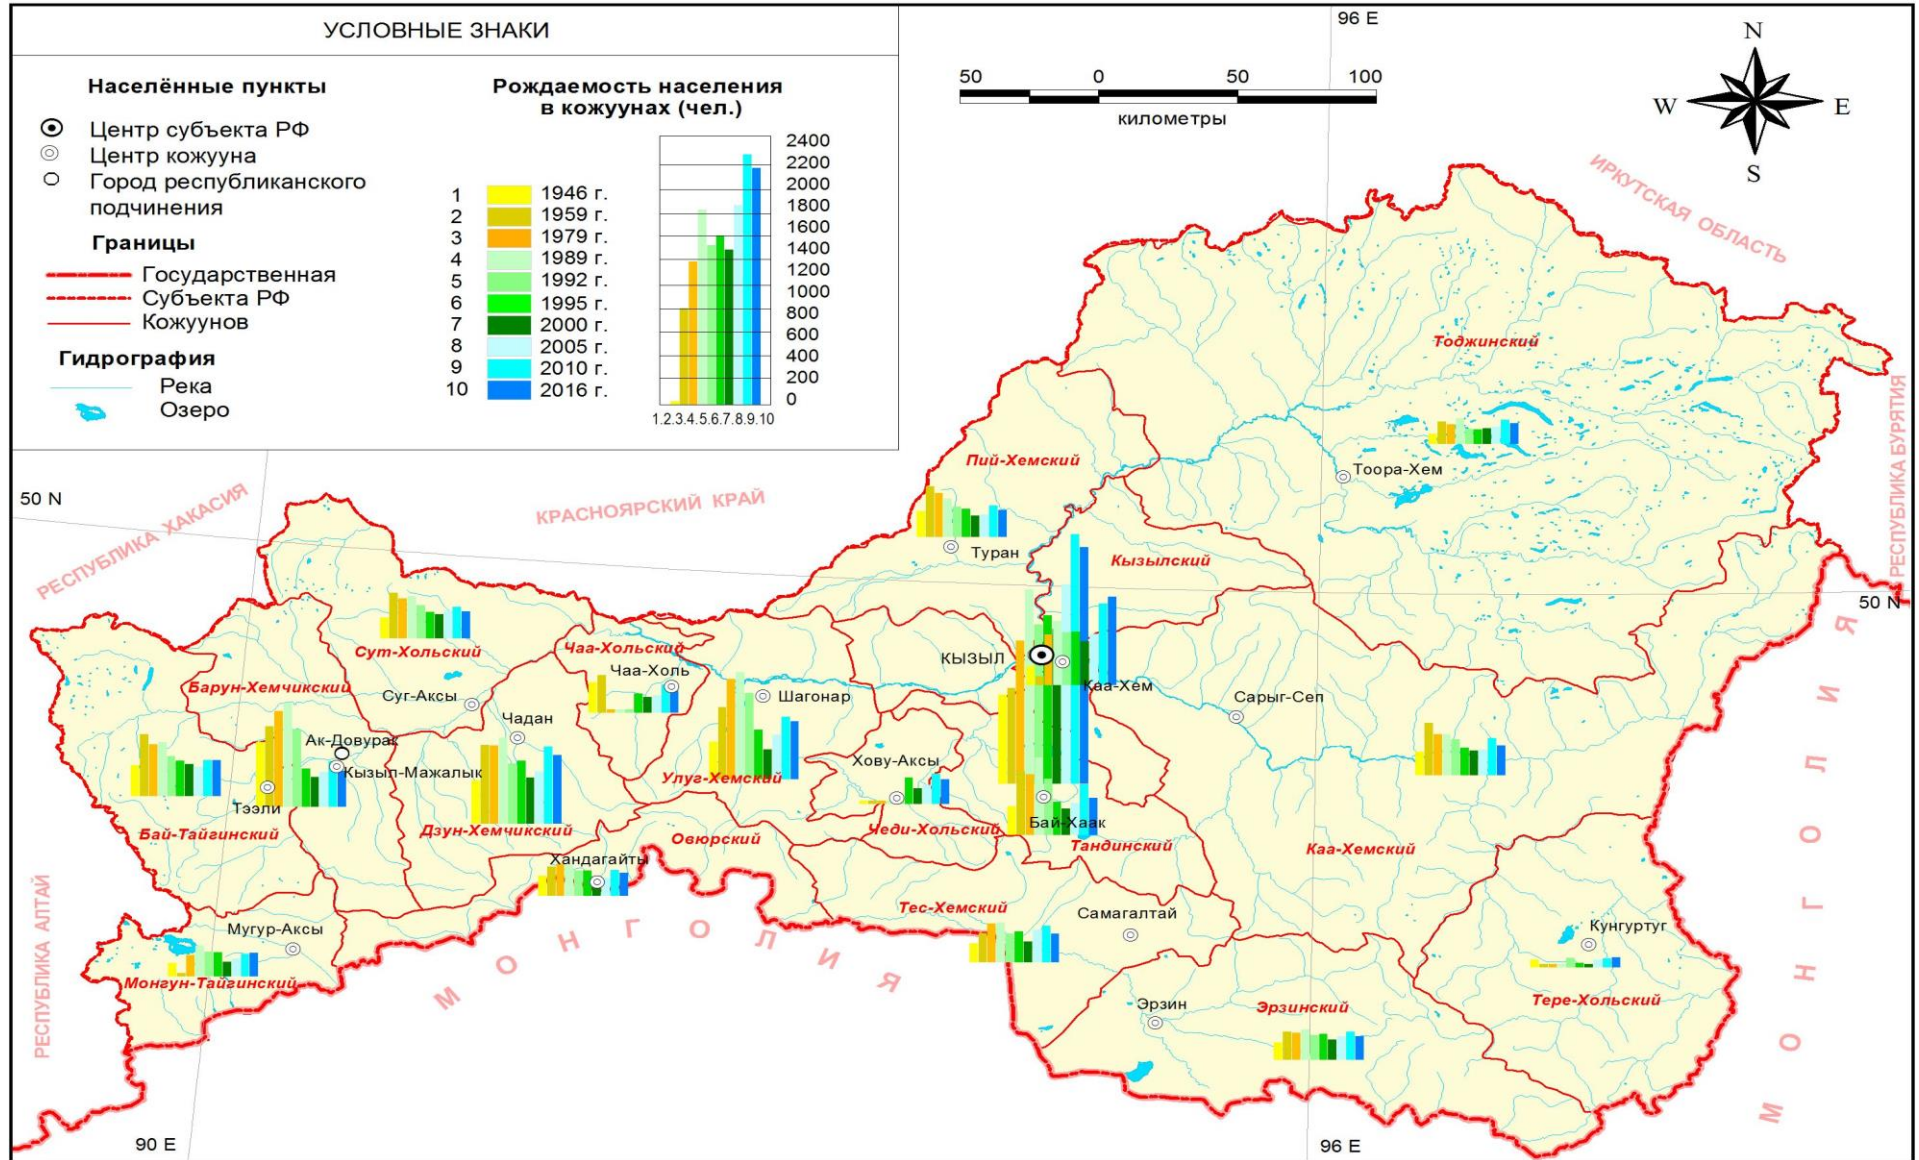 УСЛОВНЫЕ ЗНАКИ
Населённые пункты
Центр субъекта РФ
Центр кожууна
Город республиканского
подчинения
Границы
Государственная
Субъекта РФ
Кожуунов
Гидрография
Река
Озеро
Рождаемость населения
в кожуунах (чел.)
1 1946 г.
2 1959 г.
3 1979 г.
4 1989 г.
5 1992 г.
6 1995 г.
7 2000 г.
8 2005 г.
9 2010 г.
10 2016 г.
2400
2200
2000
1800
1600
1400
1200
1000
800
600
400
200
0
1.2.3.4.5.6.7.8.9.10
50 0 50 100
километры
96 E
N
W E
S
ИРКУТСКАЯ ОБЛАСТЬ
Тоджинский
РЕСПУБЛИКА БУРЯТИЯ
Пий-Хемский
Тоора-Хем
50 N
РЕСПУБЛИКА ХАКАСИЯ
КРАСНОЯРСКИЙ КРАЙ
Туран
Кызылский
50 N
Сут-Хольский
Чаа-Хольский
Чаа-Холь
КЫЗЫЛ
Каа-Хем
Барун-Хемчикский
Суг-Аксы
Шагонар
Сарыг-Сеп
Чадан
Ак-Довурак
Кызыл-Мажалык
Улуг-Хемский
Хову-Аксы
Тээли
Бай-Тайгинский
Дзун-Хемчикский
Овюрский
Чеди-Хольский
Бай-Хаак
Тандинский
Каа-Хемский
Хандагайты
Тес-Хемский
Самагалтай
Мугур-Аксы
Кунгуртуг
Монгун-Тайгинский
МОНГОЛИЯ
Эрзин
Эрзинский
Тере-Хольский
РЕСПУБЛИКА АЛТАЙ
МОНГОЛИЯ
90 E
96 E